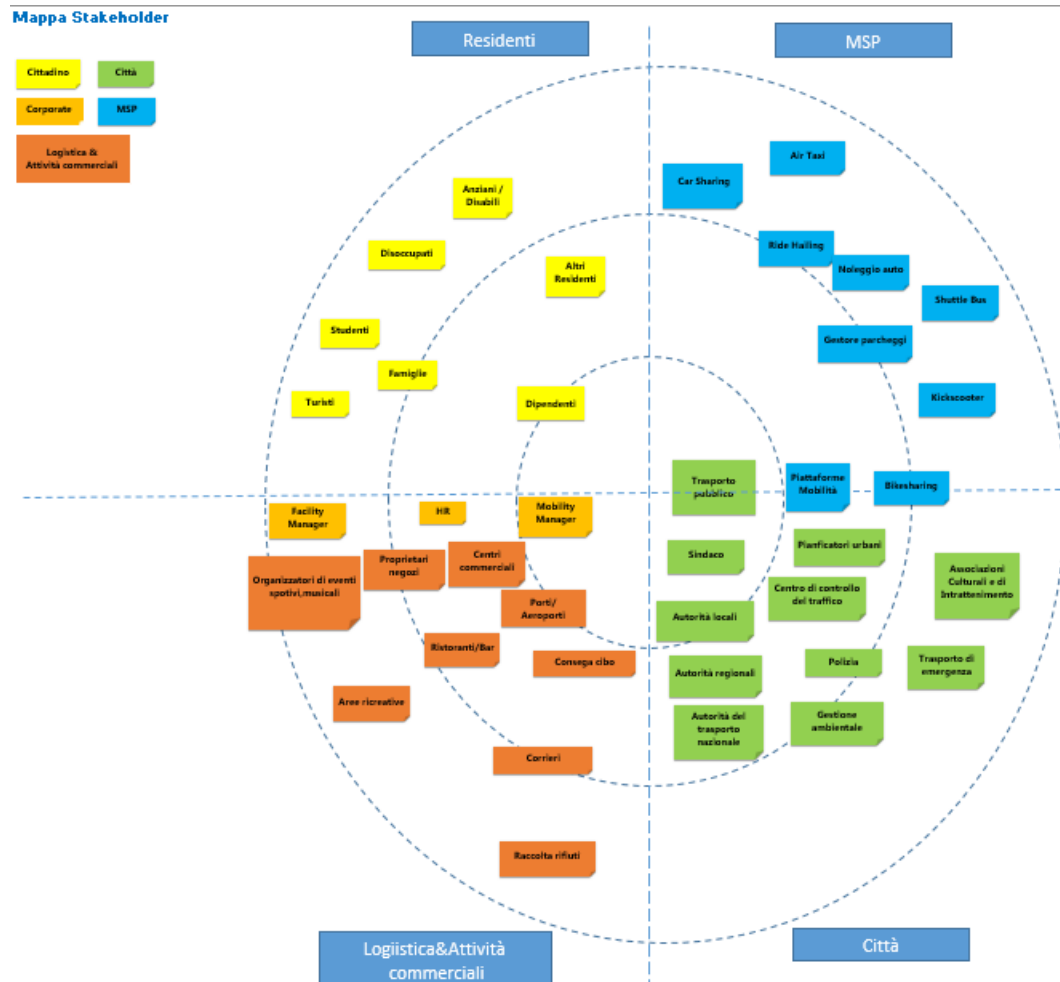 Mappa Stakeholder
Residenti
MSP
Cittadino
Città
Corporate
MSP
Logistica &
Attività commerciali
Air Taxi
Car Sharing
Anziani /
Disabili
Disoccupati
Altri
Residenti
Ride Hailing
Noleggio auto
Shuttle Bus
Studenti
Gestore parcheggi
Famiglie
Turisti
Dipendenti
Kickscooter
Trasporto
pubblico
Piattaforme
Mobilità
Bikesharing
Facility
Manager
HR
Mobility
Manager
Pianficatori urbani
Sindaco
Centri
commerciali
Proprietari
negozi
Organizzatori di eventi
spotivi,musicali
Associazioni
Culturali e di
Intrattenimento
Centro di controllo
del traffico
Porti/
Aeroporti
Autorità locali
Ristoranti/Bar
Consega cibo
Polizia
Trasporto di
emergenza
Autorità regionali
Aree ricreative
Autorità del
trasporto
nazionale
Gestione
ambientale
Corrieri
Raccolta rifiuti
Logiistica&Attività
commerciali
Città